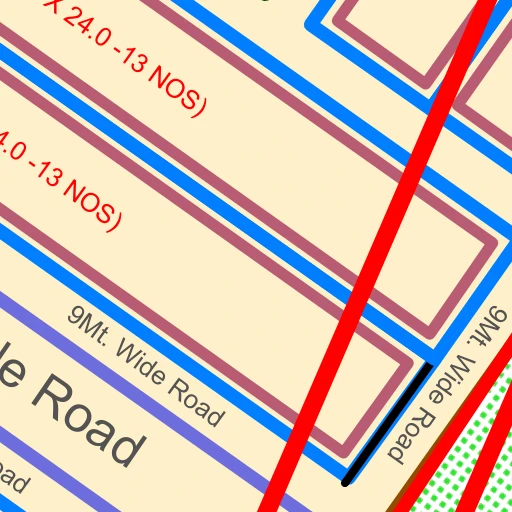 X 24.0 -13 NOS)
4.0 -13 NOS)
9Mt. Wide Road
9Mt. Wide Road
le Road
oad